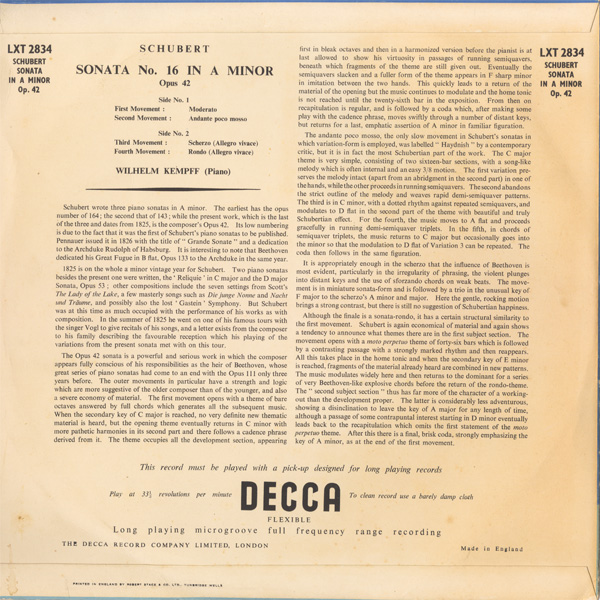 LXT 2834
SCHUBERT
SONATA
IN A MINOR
Op. 42
SCHUBERT
SONATA No. 16 IN A MINOR
Opus 42
Side No. 1
First Movement : Moderato
Second Movement : Andante poco mosso
Side No. 2
Third Movement : Scherzo (Allegro vivace)
Fourth Movement : Rondo (Allegro vivace)
WILHELM KEMPFF (Piano)
Schubert wrote three piano sonatas in A minor. The earliest has the opus
number of 164; the second that of 143; while the present work, which is the last
of the three and dates from 1825, is the composer's Opus 42. Its low numbering
is due to the fact that it was the first of Schubert's piano sonatas to be published.
Pennauer issued it in 1826 with the title of " Grande Sonate " and a dedication to
the Archduke Rudolph of Habsburg. It is interesting to note that Beethoven
dedicated his Great Fugue in B flat, Opus 133 to the Archduke in the same year.
1825 is on the whole a minor vintage year for Schubert. Two piano sonatas
besides the present one were written, the ' Reliquie ' in C major and the D major
Sonata, Opus 53 ; other compositions include the seven settings from Scott's
The Lady of the Lake, a few masterly songs such as Die junge Nonne and Nacht
und Träume, and possibly also the lost ' Gastein ' Symphony. But Schubert
was at this time as much occupied with the performance of his works as with
composition. In the summer of 1825 he went on one of his famous tours with
the singer Vogl to give recitals of his songs, and a letter exists from the composer
to his family describing the favourable reception which his playing of the
variations from the present sonata met with on this tour.
The Opus 42 sonata is a powerful and serious work in which the composer
appears fully conscious of his responsibilities as the heir of Beethoven, whose
great series of piano sonatas had come to an end with the Opus 111 only three
years before. The outer movements in particular have a strength and logic
which are more suggestive of the older composer than of the younger, and also
a severe economy of material. The first movement opens with a theme of bare
octaves answered by full chords which generates all the subsequent music.
When the secondary key of C major is reached, no very definite new thematic
material is heard, but the opening theme eventually returns in C minor with
more pathetic harmonies in its second part and there follows a cadence phrase
derived from it. The theme occupies all the development section, appearing
first in bleak octaves and then in a harmonized version before the pianist is at
last allowed to show his virtuosity in passages of running semiquavers,
beneath which fragments of the theme are still given out. Eventually the
semiquavers slacken and a fuller form of the theme appears in F sharp minor
in imitation between the two hands. This quickly leads to a return of the
material of the opening but the music continues to modulate and the home tonic
is not reached until the twenty-sixth bar in the exposition. From then on
recapitulation is regular, and is followed by a coda which, after making some
play with the cadence phrase, moves swiftly through a number of distant keys,
but returns for a last, emphatic assertion of A minor in familiar figuration.
The andante poco mosso, the only slow movement in Schubert's sonatas in
which variation-form is employed, was labelled " Haydnish " by a contemporary
critic, but it is in fact the most Schubertian part of the work. The C major
theme is very simple, consisting of two sixteen-bar sections, with a song-like
melody which is often internal and an easy 3/8 motion. The first variation pre-
serves the melody intact (apart from an abridgment in the second part) in one of
the hands, while the other proceeds in running semiquavers. The second abandons
the strict outline of the melody and weaves rapid demi-semiquaver patterns.
The third is in C minor, with a dotted rhythm against repeated semiquavers, and
modulates to D flat in the second part of the theme with beautiful and truly
Schubertian effect. For the fourth, the music moves to A flat and proceeds
gracefully in running demi-semiquaver triplets. In the fifth, in chords of
semiquaver triplets, the music returns to C major but occasionally goes into
the minor so that the modulation to D flat of Variation 3 can be repeated. The
coda then follows in the same figuration.
It is appropriately enough in the scherzo that the influence of Beethoven is
most evident, particularly in the irregularity of phrasing, the violent plunges
into distant keys and the use of sforzando chords on weak beats. The move-
ment is in miniature sonata-form and is followed by a trio in the unusual key of
F major to the scherzo's A minor and major. Here the gentle, rocking motion
brings a strong contrast, but there is still no suggestion of Schubertian happiness.
Although the finale is a sonata-rondo, it has a certain structural similarity to
the first movement. Schubert is again economical of material and again shows
a tendency to announce what themes there are in the first subject section. The
movement opens with a moto perpetuo theme of forty-six bars which is followed
by a contrasting passage with a strongly marked rhythm and then reappears.
All this takes place in the home tonic and when the secondary key of E minor
is reached, fragments of the material already heard are combined in new patterns.
The music modulates widely here and then returns to the dominant for a series
of very Beethoven-like explosive chords before the return of the rondo-theme.
The " second subject section " thus has far more of the character of a working-
out than the development proper. The latter is considerably less adventurous,
showing a disinclination to leave the key of A major for any length of time,
although a passage of some contrapuntal interest starting in D minor eventually
leads back to the recapitulation which omits the first statement of the moto
perpetuo theme. After this there is a final, brisk coda, strongly emphasizing the
key of A minor, as at the end of the first movement.
LXT 2834
SCHUBERT
SONATA
IN A MINOR
Op. 42
This record must be played with a pick-up designed for long playing records
Play at 33⅓ revolutions per minute DECCA To clean record use a barely damp cloth
FLEXIBLE
Long playing microgroove full frequency range recording
THE DECCA RECORD COMPANY LIMITED, LONDON
Made in England
PRINTED IN ENGLAND BY ROBERT STACE & CO. LTD., TUNBRIDGE WELLS